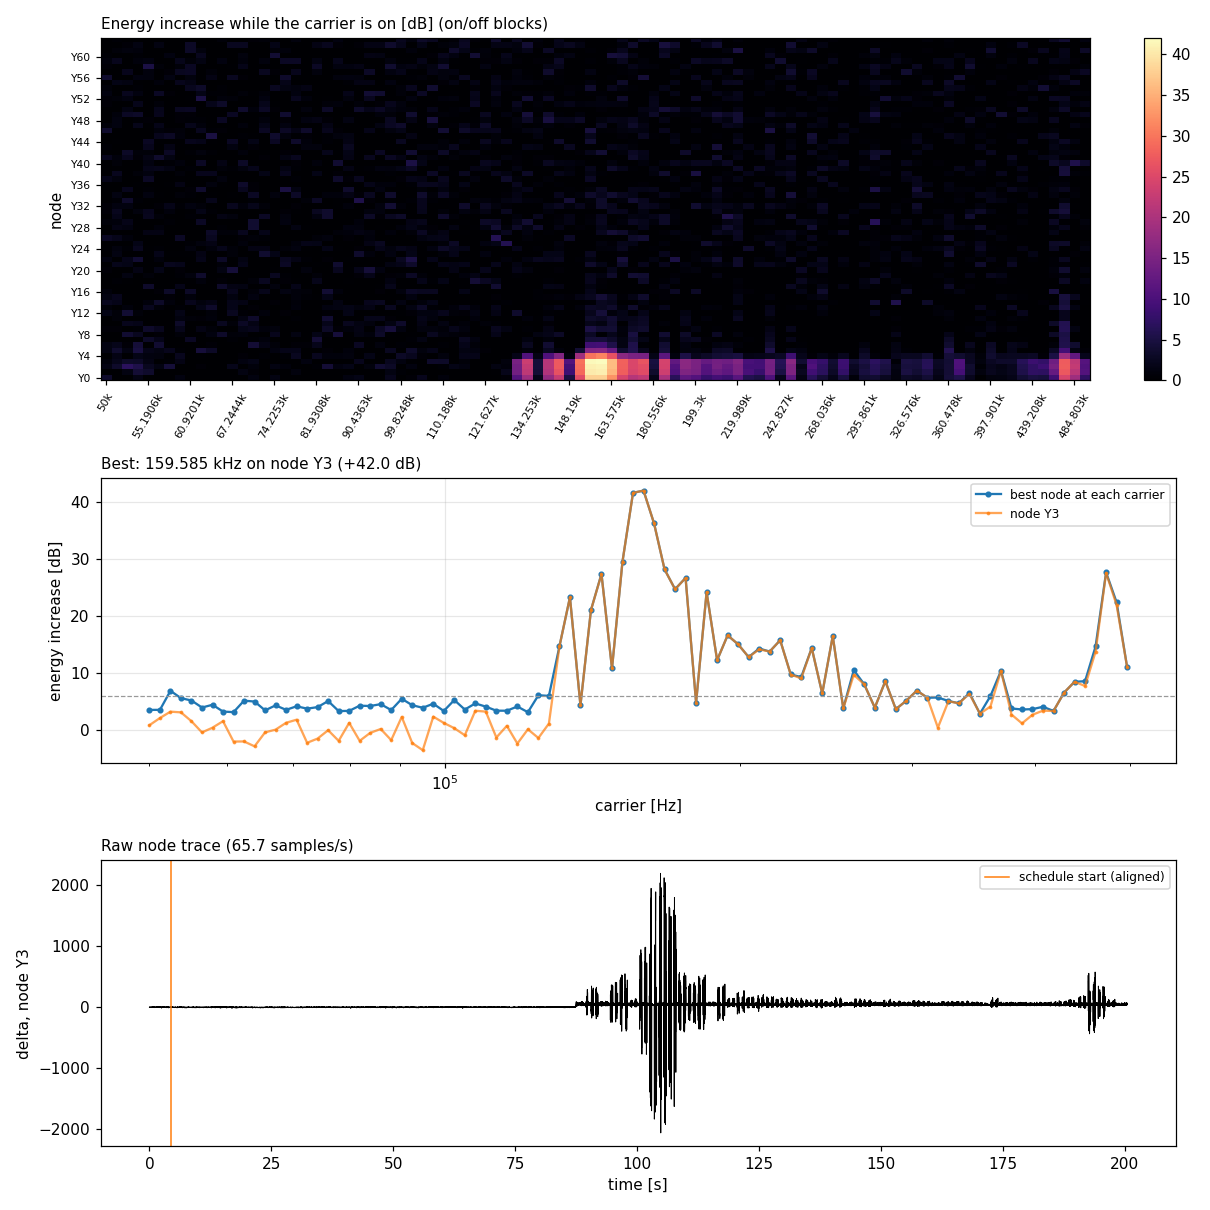 Energy increase while the carrier is on [dB] (on/off blocks)
node
Y60
Y56
Y52
Y48
Y44
Y40
Y36
Y32
Y28
Y24
Y20
Y16
Y12
Y8
Y4
Y0
40
35
30
25
20
15
10
5
0
50k
55.1906k
60.9201k
67.2444k
74.2253k
81.9308k
90.4363k
99.8248k
110.188k
121.627k
134.253k
148.19k
163.575k
180.556k
199.3k
219.989k
242.827k
268.036k
295.861k
326.576k
360.478k
397.901k
439.208k
484.803k
Best: 159.585 kHz on node Y3 (+42.0 dB)
energy increase [dB]
40
30
20
10
0
best node at each carrier
node Y3
10⁵
carrier [Hz]
Raw node trace (65.7 samples/s)
delta, node Y3
2000
1000
0
−1000
−2000
schedule start (aligned)
0
25
50
75
100
125
150
175
200
time [s]